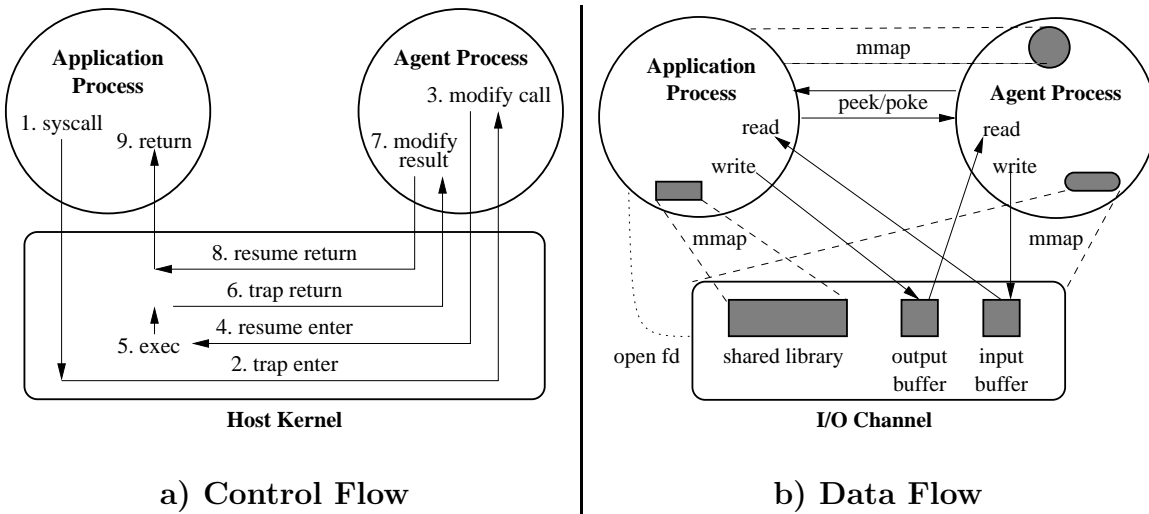 Application
Process
1. syscall
9. return
Agent Process
3. modify call
7. modify
result
8. resume return
6. trap return
4. resume enter
5. exec
2. trap enter
Host Kernel
a) Control Flow
mmap
Application
Process
Agent Process
peek/poke
read
read
write
write
mmap
mmap
open fd
shared library
output
buffer
input
buffer
I/O Channel
b) Data Flow